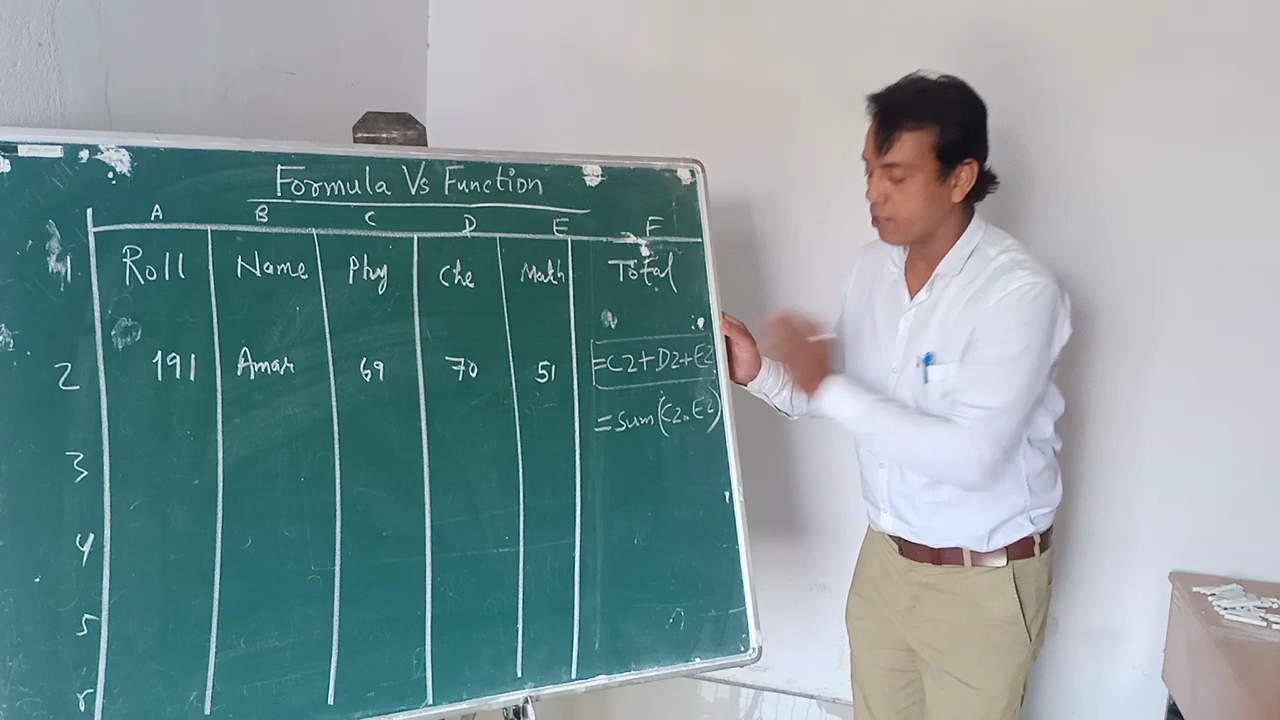 Formula Vs Function
A B C D E F
1 Roll Name Phy Che Math Total
2 191 Amar 69 70 51 =C2+D2+E2
=Sum(C2:E2)
3
4
5